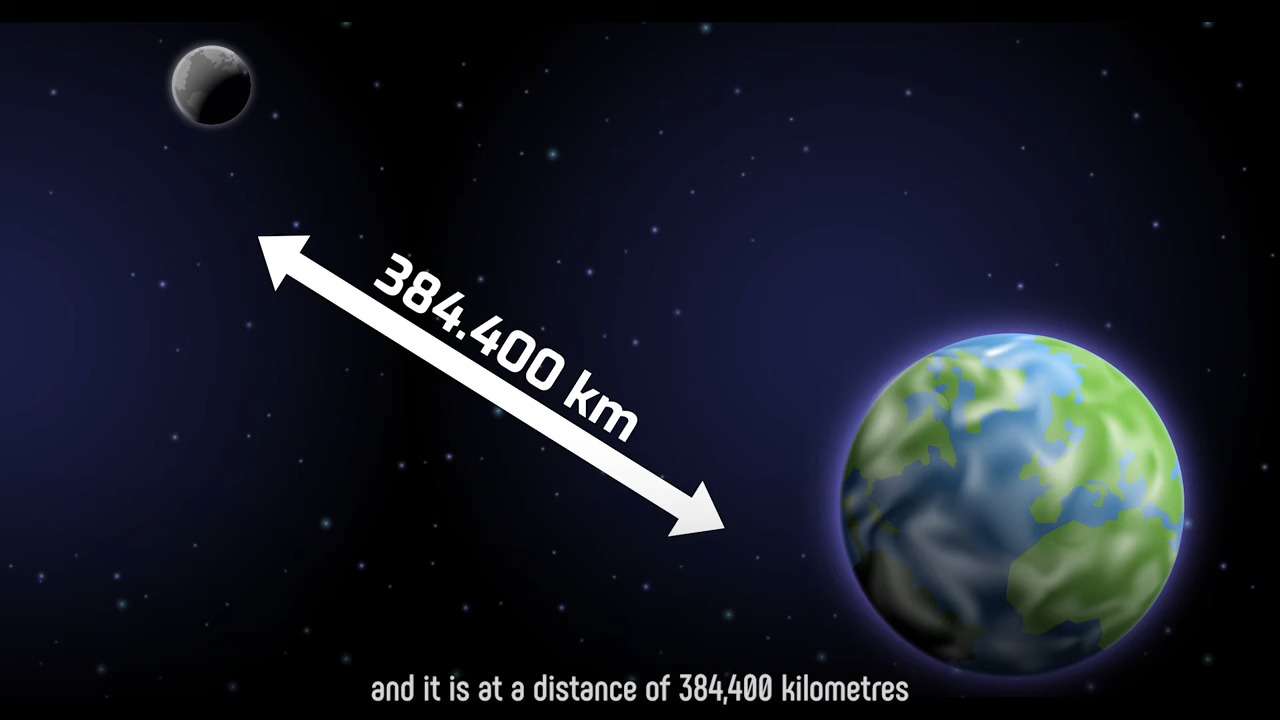 384.400 km
and it is at a distance of 384,400 kilometres